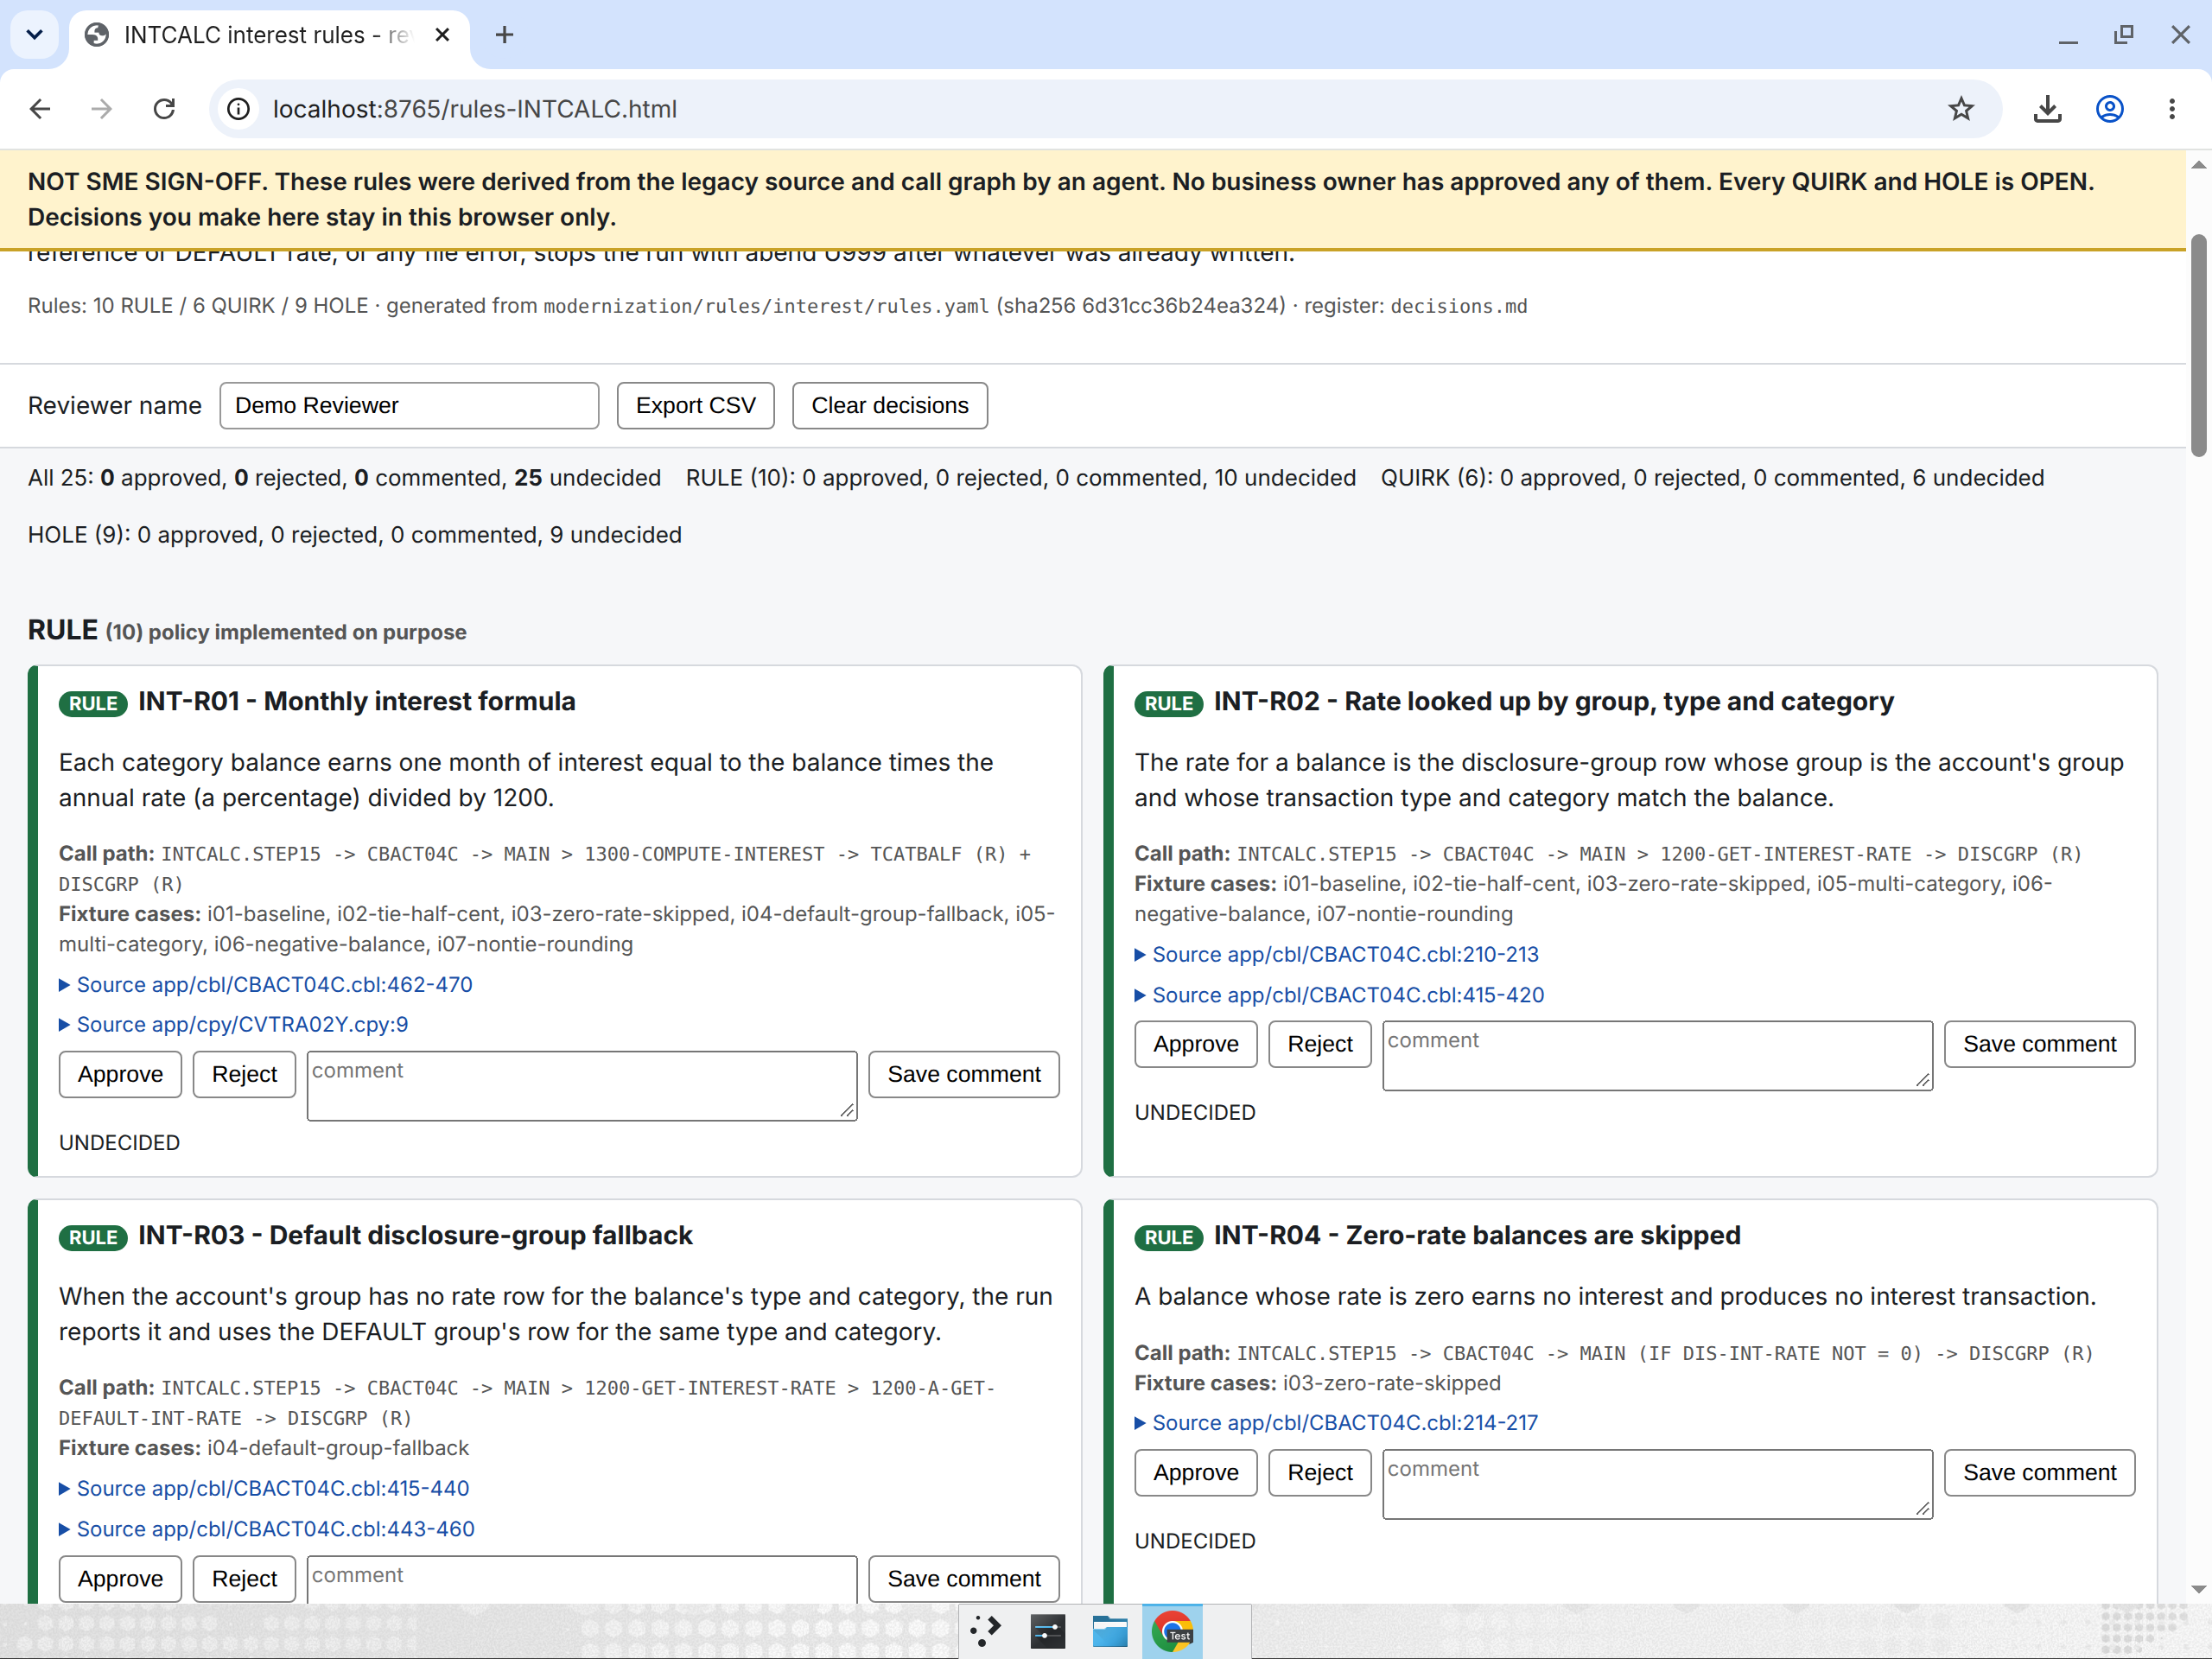 INTCALC interest rules - re
localhost:8765/rules-INTCALC.html
NOT SME SIGN-OFF. These rules were derived from the legacy source and call graph by an agent. No business owner has approved any of them. Every QUIRK and HOLE is OPEN.
Decisions you make here stay in this browser only.
reference or DEFAULT rate, or any file error, stops the run with abend U999 after whatever was already written.
Rules: 10 RULE / 6 QUIRK / 9 HOLE · generated from modernization/rules/interest/rules.yaml (sha256 6d31cc36b24ea324) · register: decisions.md
Reviewer name Demo Reviewer Export CSV Clear decisions
All 25: 0 approved, 0 rejected, 0 commented, 25 undecided RULE (10): 0 approved, 0 rejected, 0 commented, 10 undecided QUIRK (6): 0 approved, 0 rejected, 0 commented, 6 undecided
HOLE (9): 0 approved, 0 rejected, 0 commented, 9 undecided
RULE (10) policy implemented on purpose
RULE INT-R01 - Monthly interest formula
Each category balance earns one month of interest equal to the balance times the
annual rate (a percentage) divided by 1200.
Call path: INTCALC.STEP15 -> CBACT04C -> MAIN > 1300-COMPUTE-INTEREST -> TCATBALF (R) +
DISCGRP (R)
Fixture cases: i01-baseline, i02-tie-half-cent, i03-zero-rate-skipped, i04-default-group-fallback, i05-
multi-category, i06-negative-balance, i07-nontie-rounding
Source app/cbl/CBACT04C.cbl:462-470
Source app/cpy/CVTRA02Y.cpy:9
Approve Reject comment Save comment
UNDECIDED
RULE INT-R02 - Rate looked up by group, type and category
The rate for a balance is the disclosure-group row whose group is the account's group
and whose transaction type and category match the balance.
Call path: INTCALC.STEP15 -> CBACT04C -> MAIN > 1200-GET-INTEREST-RATE -> DISCGRP (R)
Fixture cases: i01-baseline, i02-tie-half-cent, i03-zero-rate-skipped, i05-multi-category, i06-
negative-balance, i07-nontie-rounding
Source app/cbl/CBACT04C.cbl:210-213
Source app/cbl/CBACT04C.cbl:415-420
Approve Reject comment Save comment
UNDECIDED
RULE INT-R03 - Default disclosure-group fallback
When the account's group has no rate row for the balance's type and category, the run
reports it and uses the DEFAULT group's row for the same type and category.
Call path: INTCALC.STEP15 -> CBACT04C -> MAIN > 1200-GET-INTEREST-RATE > 1200-A-GET-
DEFAULT-INT-RATE -> DISCGRP (R)
Fixture cases: i04-default-group-fallback
Source app/cbl/CBACT04C.cbl:415-440
Source app/cbl/CBACT04C.cbl:443-460
Approve Reject comment Save comment
RULE INT-R04 - Zero-rate balances are skipped
A balance whose rate is zero earns no interest and produces no interest transaction.
Call path: INTCALC.STEP15 -> CBACT04C -> MAIN (IF DIS-INT-RATE NOT = 0) -> DISCGRP (R)
Fixture cases: i03-zero-rate-skipped
Source app/cbl/CBACT04C.cbl:214-217
Approve Reject comment Save comment
UNDECIDED
Test